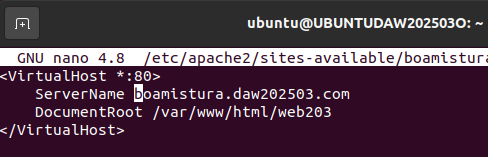 ubuntu@UBUNTUDAW202503O: ~
GNU nano 4.8 /etc/apache2/sites-available/boamistura
<VirtualHost *:80>
ServerName boamistura.daw202503.com
DocumentRoot /var/www/html/web203
</VirtualHost>